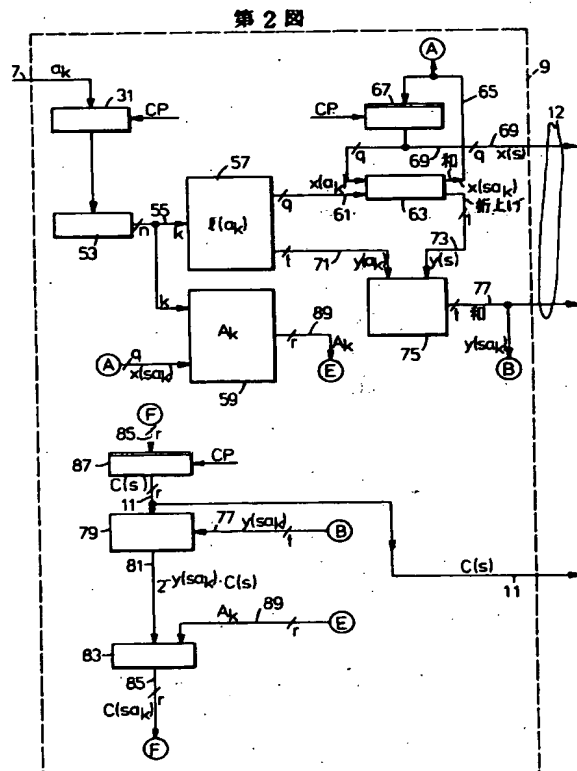 第2図
7
a_k
31
CP
53
n
55
k
57
ℓ(a_k)
q
t
k
A_k
59
A
q
x(sa_k)
r
89
A_k
E
A
67
CP
65
9
12
q
69
和
q
69
x(s)
x(a_k)
61
63
x(sa_k)
1
桁上げ
71
y(a_k)
73
y(s)
75
77
t
和
y(sa_k)
B
F
85
r
87
CP
C(s)
r
11
79
77
y(sa_k)
t
B
C(s)
11
81
2^-y(sa_k)・C(s)
A_k
89
r
E
83
85
r
C(sa_k)
F